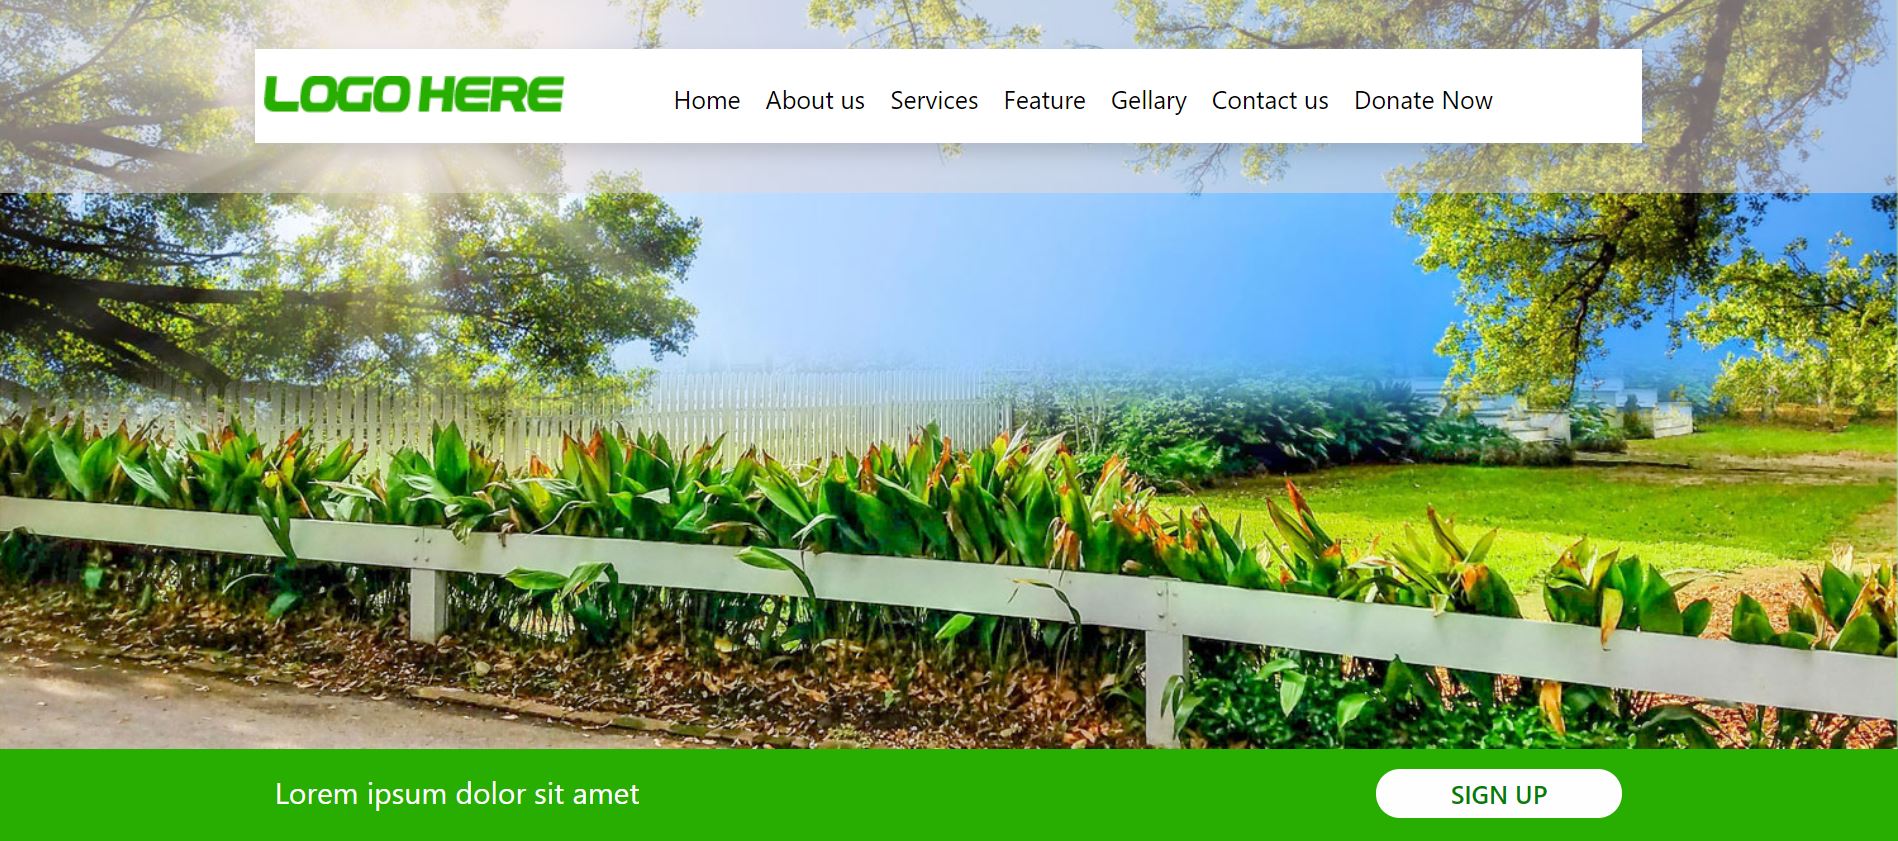 LOGO HERE
Home About us Services Feature Gellary Contact us Donate Now
Lorem ipsum dolor sit amet
SIGN UP